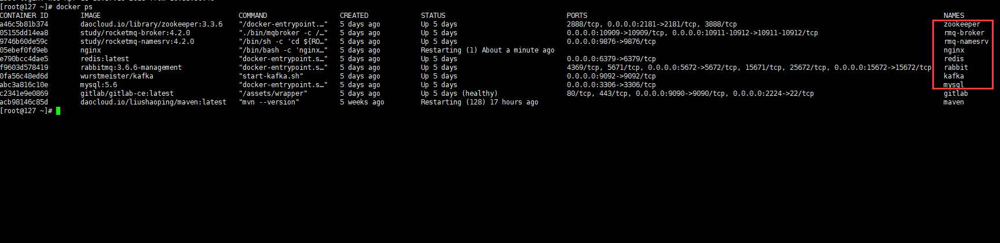 [root@127 ~]# docker ps
CONTAINER ID IMAGE COMMAND CREATED STATUS PORTS NAMES
a46c5b81b374 daocloud.io/library/zookeeper:3.3.6 "/docker-entrypoint.…" 5 days ago Up 5 days 2888/tcp, 0.0.0.0:2181->2181/tcp, 3888/tcp zookeeper
05155dd14ea8 study/rocketmq-broker:4.2.0 "./bin/mqbroker -c /…" 5 days ago Up 5 days 0.0.0.0:10909->10909/tcp, 0.0.0.0:10911-10912->10911-10912/tcp rmq-broker
9746b60de59c study/rocketmq-namesrv:4.2.0 "/bin/sh -c 'cd ${RO…" 5 days ago Up 5 days 0.0.0.0:9876->9876/tcp rmq-namesrv
05ebef0fd9eb nginx "/bin/bash -c 'nginx…" 5 days ago Restarting (1) About a minute ago nginx
e790bcc4dae5 redis:latest "docker-entrypoint.s…" 5 days ago Up 5 days 0.0.0.0:6379->6379/tcp redis
f9603d578419 rabbitmq:3.6.6-management "docker-entrypoint.s…" 5 days ago Up 5 days 4369/tcp, 5671/tcp, 0.0.0.0:5672->5672/tcp, 15671/tcp, 25672/tcp, 0.0.0.0:15672->15672/tcp rabbit
0fa56c48ed6d wurstmeister/kafka "start-kafka.sh" 5 days ago Up 5 days 0.0.0.0:9092->9092/tcp kafka
abc3a816c10e mysql:5.6 "docker-entrypoint.s…" 5 days ago Up 5 days 0.0.0.0:3306->3306/tcp mysql
c2341e9e0869 gitlab/gitlab-ce:latest "/assets/wrapper" 5 days ago Up 5 days (healthy) 80/tcp, 443/tcp, 0.0.0.0:9090->9090/tcp, 0.0.0.0:2224->22/tcp gitlab
acb98146c85d daocloud.io/liushaoping/maven:latest "mvn --version" 5 weeks ago Restarting (128) 17 hours ago maven
[root@127 ~]#